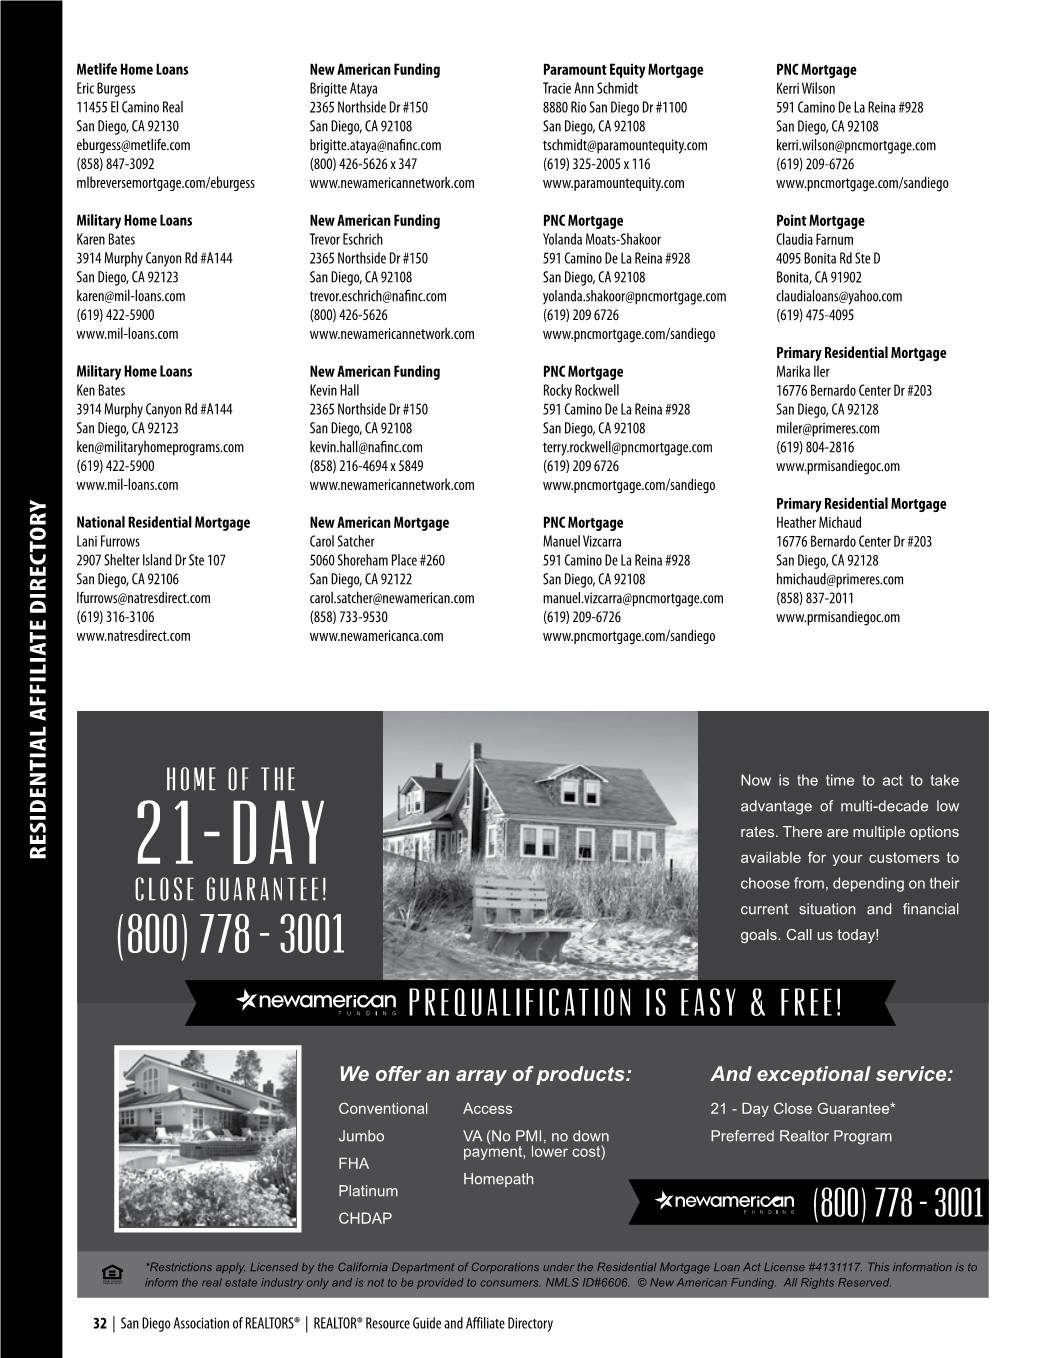 RESIDENTIAL AFFILIATE DIRECTORY
Metlife Home Loans
Eric Burgess
11455 El Camino Real
San Diego, CA 92130
eburgess@metlife.com
(858) 847-3092
mlbreversemortgage.com/eburgess
Military Home Loans
Karen Bates
3914 Murphy Canyon Rd #A144
San Diego, CA 92123
karen@mil-loans.com
(619) 422-5900
www.mil-loans.com
Military Home Loans
Ken Bates
3914 Murphy Canyon Rd #A144
San Diego, CA 92123
ken@militaryhomeprograms.com
(619) 422-5900
www.mil-loans.com
National Residential Mortgage
Lani Furrows
2907 Shelter Island Dr Ste 107
San Diego, CA 92106
lfurrows@natresdirect.com
(619) 316-3106
www.natresdirect.com
New American Funding
Brigitte Ataya
2365 Northside Dr #150
San Diego, CA 92108
brigitte.ataya@nafinc.com
(800) 426-5626 x 347
www.newamericannetwork.com
New American Funding
Trevor Eschrich
2365 Northside Dr #150
San Diego, CA 92108
trevor.eschrich@nafinc.com
(800) 426-5626
www.newamericannetwork.com
New American Funding
Kevin Hall
2365 Northside Dr #150
San Diego, CA 92108
kevin.hall@nafinc.com
(858) 216-4694 x 5849
www.newamericannetwork.com
New American Mortgage
Carol Satcher
5060 Shoreham Place #260
San Diego, CA 92122
carol.satcher@newamerican.com
(858) 733-9530
www.newamericanca.com
Paramount Equity Mortgage
Tracie Ann Schmidt
8880 Rio San Diego Dr #1100
San Diego, CA 92108
tschmidt@paramountequity.com
(619) 325-2005 x 116
www.paramountequity.com
PNC Mortgage
Yolanda Moats-Shakoor
591 Camino De La Reina #928
San Diego, CA 92108
yolanda.shakoor@pncmortgage.com
(619) 209 6726
www.pncmortgage.com/sandiego
PNC Mortgage
Rocky Rockwell
591 Camino De La Reina #928
San Diego, CA 92108
terry.rockwell@pncmortgage.com
(619) 209 6726
www.pncmortgage.com/sandiego
PNC Mortgage
Manuel Vizcarra
591 Camino De La Reina #928
San Diego, CA 92108
manuel.vizcarra@pncmortgage.com
(619) 209-6726
www.pncmortgage.com/sandiego
PNC Mortgage
Kerri Wilson
591 Camino De La Reina #928
San Diego, CA 92108
kerri.wilson@pncmortgage.com
(619) 209-6726
www.pncmortgage.com/sandiego
Point Mortgage
Claudia Farnum
4095 Bonita Rd Ste D
Bonita, CA 91902
claudialoans@yahoo.com
(619) 475-4095
Primary Residential Mortgage
Marika Iler
16776 Bernardo Center Dr #203
San Diego, CA 92128
miler@primeres.com
(619) 804-2816
www.prmisandiegoc.om
Primary Residential Mortgage
Heather Michaud
16776 Bernardo Center Dr #203
San Diego, CA 92128
hmichaud@primeres.com
(858) 837-2011
www.prmisandiegoc.om
HOME OF THE
21-DAY
CLOSE GUARANTEE!
(800) 778 - 3001
Now is the time to act to take
advantage of multi-decade low
rates. There are multiple options
available for your customers to
choose from, depending on their
current situation and financial
goals. Call us today!
newamerican FUNDING PREQUALIFICATION IS EASY & FREE!
We offer an array of products:
Conventional
Jumbo
FHA
Platinum
CHDAP
Access
VA (No PMI, no down
payment, lower cost)
Homepath
And exceptional service:
21 - Day Close Guarantee*
Preferred Realtor Program
newamerican FUNDING (800) 778 - 3001
*Restrictions apply. Licensed by the California Department of Corporations under the Residential Mortgage Loan Act License #4131117. This information is to
inform the real estate industry only and is not to be provided to consumers. NMLS ID#6606. © New American Funding. All Rights Reserved.
32 | San Diego Association of REALTORS® | REALTOR® Resource Guide and Affiliate Directory